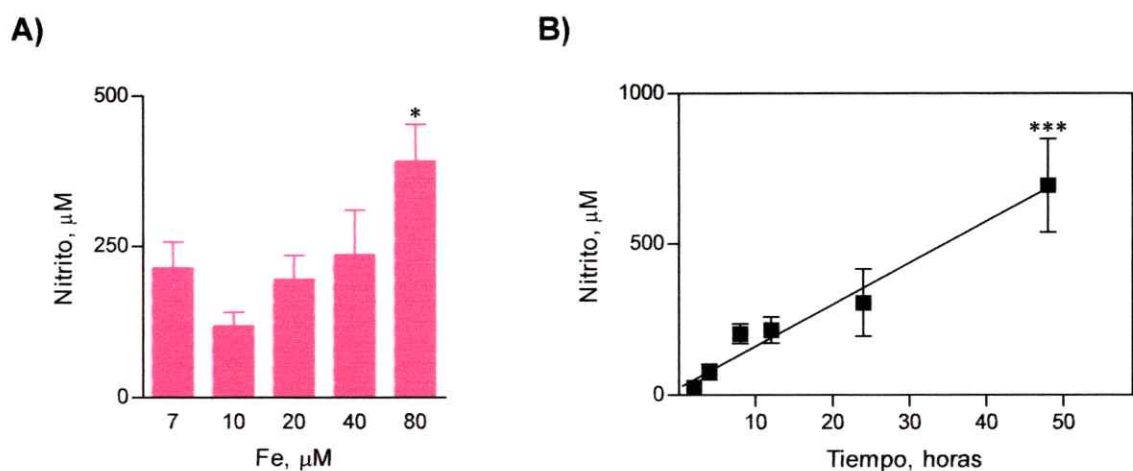 A)
500
250
0
Nitrito, μM
*
7 10 20 40 80
Fe, μM
B)
1000
500
0
Nitrito, μM
***
10 20 30 40 50
Tiempo, horas